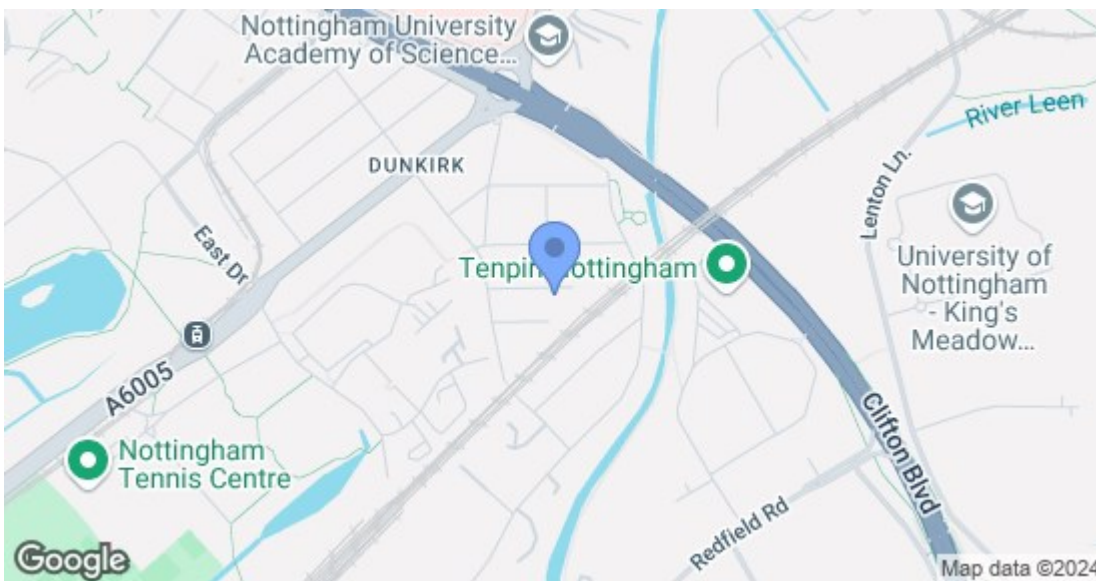 Nottingham University
Academy of Science...
River Leen
DUNKIRK
Lenton Ln.
East Dr
Tenpin Nottingham
University of
Nottingham
- King's
Meadow...
A6005
Clifton Blvd
Nottingham
Tennis Centre
Redfield Rd
Google
Map data ©2024